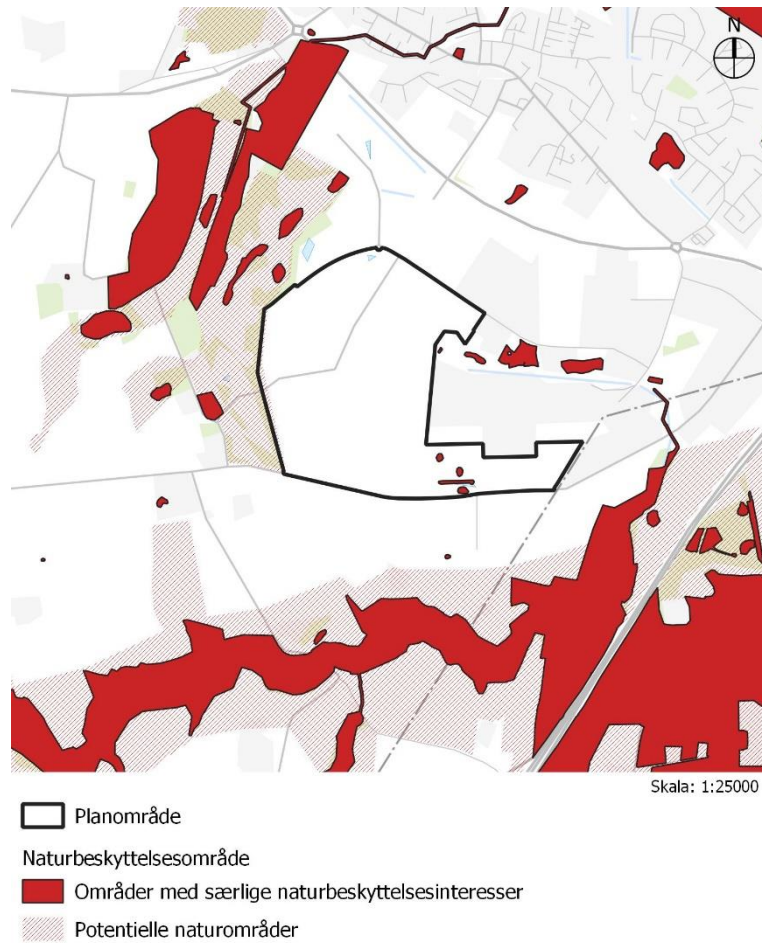 N
Skala: 1:25000
Planområde
Naturbeskyttelsesområde
Områder med særlige naturbeskyttelsesinteresser
Potentielle naturområder